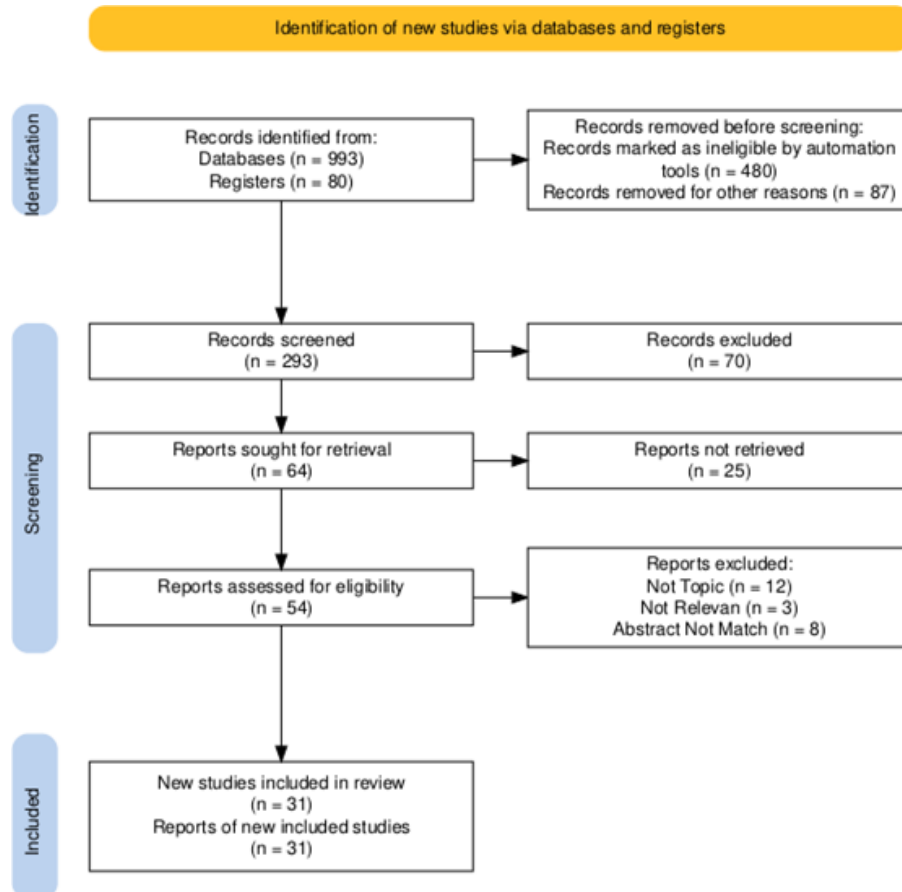 Identification of new studies via databases and registers
Identification
Records identified from:
Databases (n = 993)
Registers (n = 80)
Records removed before screening:
Records marked as ineligible by automation
tools (n = 480)
Records removed for other reasons (n = 87)
Screening
Records screened
(n = 293)
Records excluded
(n = 70)
Reports sought for retrieval
(n = 64)
Reports not retrieved
(n = 25)
Reports assessed for eligibility
(n = 54)
Reports excluded:
Not Topic (n = 12)
Not Relevan (n = 3)
Abstract Not Match (n = 8)
Included
New studies included in review
(n = 31)
Reports of new included studies
(n = 31)